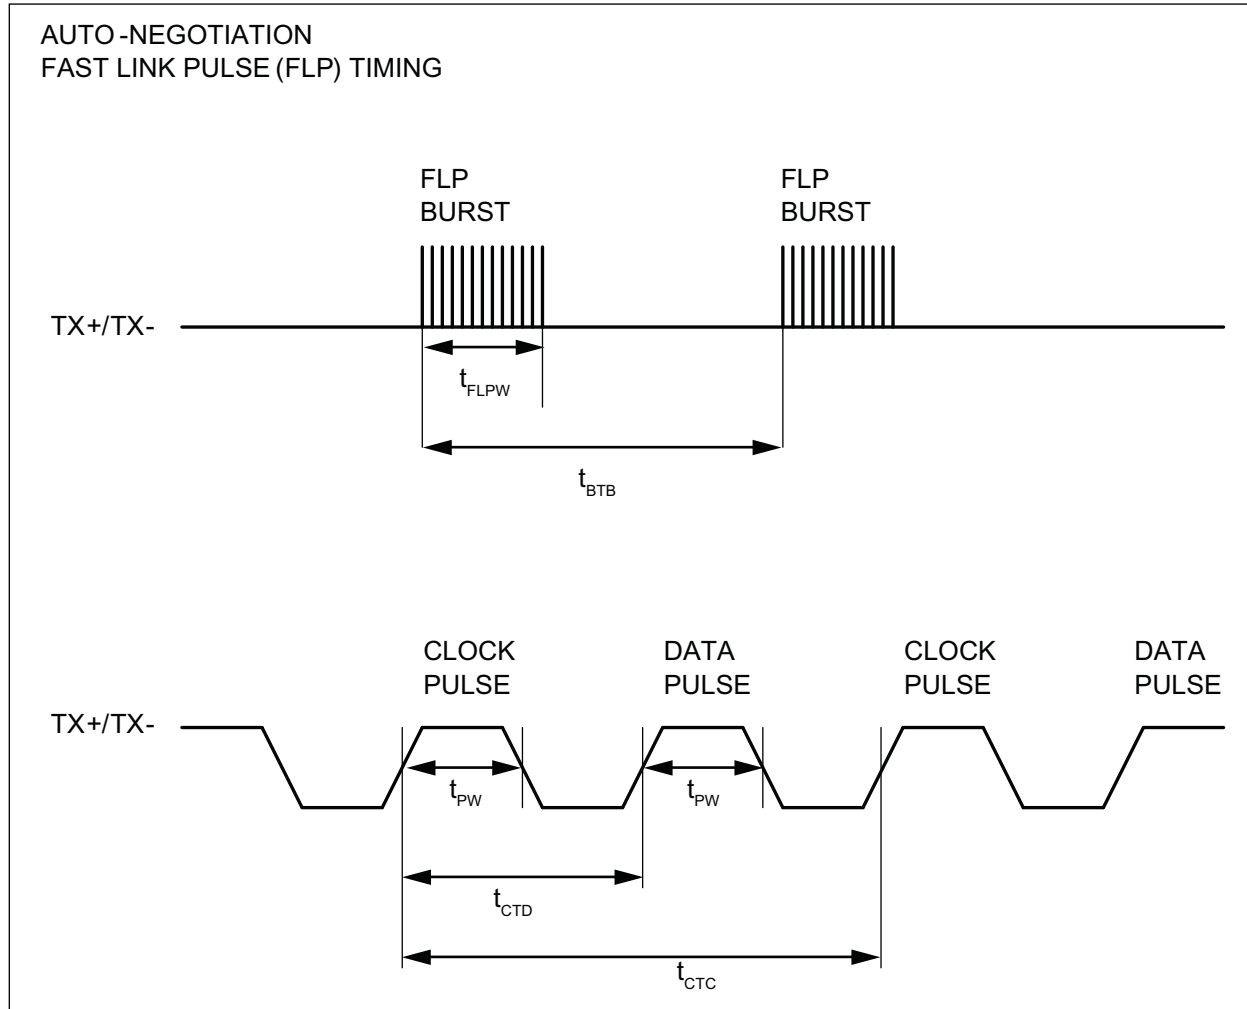 AUTO-NEGOTIATION
FAST LINK PULSE (FLP) TIMING
FLP
BURST
FLP
BURST
TX+/TX-
tFLPW
tBTB
CLOCK
PULSE
DATA
PULSE
CLOCK
PULSE
DATA
PULSE
TX+/TX-
tPW
tPW
tCTD
tCTC